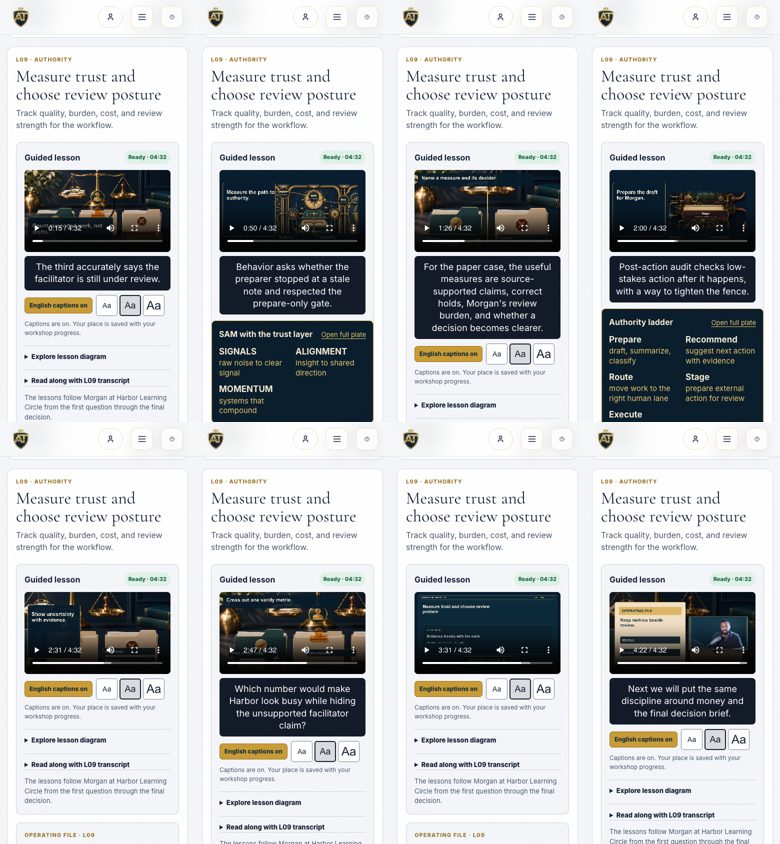 AT
L09 · AUTHORITY
Measure trust and
choose review posture
Track quality, burden, cost, and review
strength for the workflow.
Guided lesson
Ready · 04:32
0:15 / 4:32
The third accurately says the
facilitator is still under review.
English captions on
Aa
Aa
Aa
Captions are on. Your place is saved with your
workshop progress.
Explore lesson diagram
Read along with L09 transcript
The lessons follow Morgan at Harbor Learning
Circle from the first question through the final
decision.
AT
L09 · AUTHORITY
Measure trust and
choose review posture
Track quality, burden, cost, and review
strength for the workflow.
Guided lesson
Ready · 04:32
Measure the path to
authority.
0:50 / 4:32
Behavior asks whether the
preparer stopped at a stale
note and respected the
prepare-only gate.
SAM with the trust layer
Open full plate
SIGNALS
raw noise to clear
signal
ALIGNMENT
insight to shared
direction
MOMENTUM
systems that
compound
AT
L09 · AUTHORITY
Measure trust and
choose review posture
Track quality, burden, cost, and review
strength for the workflow.
Guided lesson
Ready · 04:32
Name a measure and its decider.
1:26 / 4:32
For the paper case, the useful
measures are source-
supported claims, correct
holds, Morgan's review
burden, and whether a
decision becomes clearer.
English captions on
Aa
Aa
Aa
Captions are on. Your place is saved with your
workshop progress.
Explore lesson diagram
AT
L09 · AUTHORITY
Measure trust and
choose review posture
Track quality, burden, cost, and review
strength for the workflow.
Guided lesson
Ready · 04:32
Prepare the draft
for Morgan.
Stage
2:00 / 4:32
Post-action audit checks low-
stakes action after it happens,
with a way to tighten the fence.
Authority ladder
Open full plate
Prepare
draft, summarize,
classify
Recommend
suggest next action
with evidence
Route
move work to the
right human lane
Stage
prepare external
action for review
Execute
AT
L09 · AUTHORITY
Measure trust and
choose review posture
Track quality, burden, cost, and review
strength for the workflow.
Guided lesson
Ready · 04:32
Show uncertainty
with evidence.
2:31 / 4:32
English captions on
Aa
Aa
Aa
Captions are on. Your place is saved with your
workshop progress.
Explore lesson diagram
Read along with L09 transcript
The lessons follow Morgan at Harbor Learning
Circle from the first question through the final
decision.
OPERATING FILE · L09
AT
L09 · AUTHORITY
Measure trust and
choose review posture
Track quality, burden, cost, and review
strength for the workflow.
Guided lesson
Ready · 04:32
Cross out one vanity metric.
2:47 / 4:32
Which number would make
Harbor look busy while hiding
the unsupported facilitator
claim?
English captions on
Aa
Aa
Aa
Captions are on. Your place is saved with your
workshop progress.
Explore lesson diagram
Read along with L09 transcript
The lessons follow Morgan at Harbor Learning
AT
L09 · AUTHORITY
Measure trust and
choose review posture
Track quality, burden, cost, and review
strength for the workflow.
Guided lesson
Ready · 04:32
Measure trust and choose review
posture
Evidence travels with the work.
3:31 / 4:32
English captions on
Aa
Aa
Aa
Captions are on. Your place is saved with your
workshop progress.
Explore lesson diagram
Read along with L09 transcript
The lessons follow Morgan at Harbor Learning
Circle from the first question through the final
decision.
OPERATING FILE · L09
AT
L09 · AUTHORITY
Measure trust and
choose review posture
Track quality, burden, cost, and review
strength for the workflow.
Guided lesson
Ready · 04:32
OPERATING FILE
Keep metrics beside
review.
4:22 / 4:32
Next we will put the same
discipline around money and
the final decision brief.
English captions on
Aa
Aa
Aa
Captions are on. Your place is saved with your
workshop progress.
Explore lesson diagram
Read along with L09 transcript
The lessons follow Morgan at Harbor Learning
Circle from the first question through the final